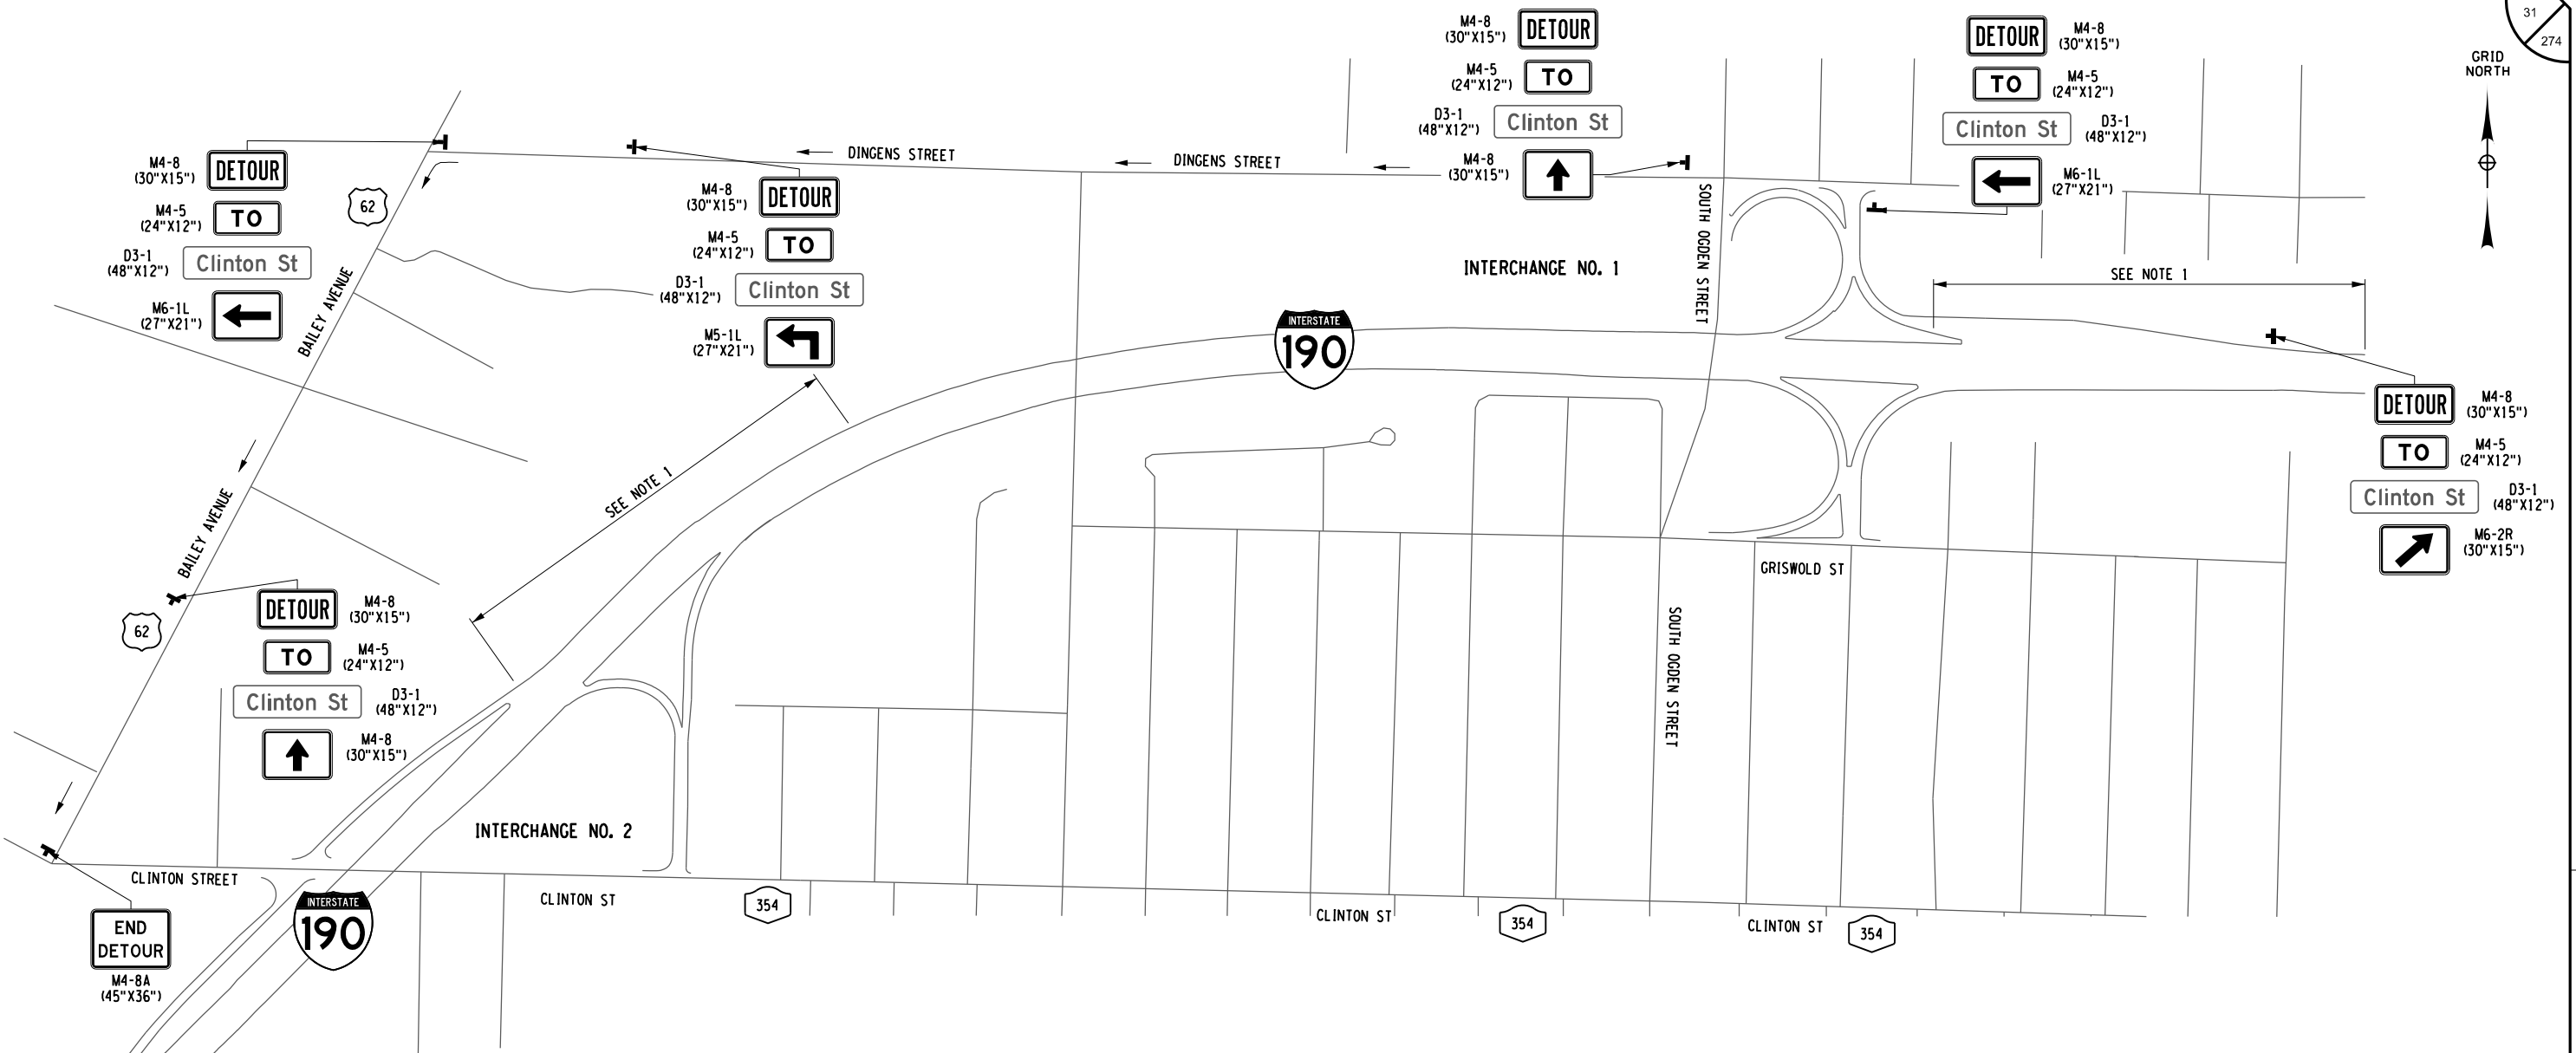 31
274
GRID
NORTH
M4-8
(30"X15")
DETOUR
M4-5
(24"X12")
TO
D3-1
(48"X12")
Clinton St
M4-8
(30"X15")
DETOUR
M4-8
(30"X15")
TO
M4-5
(24"X12")
Clinton St
D3-1
(48"X12")
M6-1L
(27"X21")
M4-8
(30"X15")
DETOUR
M4-5
(24"X12")
TO
D3-1
(48"X12")
Clinton St
M6-1L
(27"X21")
62
BAILEY AVENUE
M4-8
(30"X15")
DETOUR
M4-5
(24"X12")
TO
D3-1
(48"X12")
Clinton St
M5-1L
(27"X21")
DINGENS STREET
DINGENS STREET
SOUTH OGDEN STREET
INTERCHANGE NO. 1
SEE NOTE 1
INTERSTATE
190
DETOUR
M4-8
(30"X15")
TO
M4-5
(24"X12")
Clinton St
D3-1
(48"X12")
M6-2R
(30"X15")
SEE NOTE 1
BAILEY AVENUE
62
DETOUR
M4-8
(30"X15")
TO
M4-5
(24"X12")
Clinton St
D3-1
(48"X12")
M4-8
(30"X15")
GRISWOLD ST
SOUTH OGDEN STREET
INTERCHANGE NO. 2
CLINTON STREET
END
DETOUR
M4-8A
(45"X36")
INTERSTATE
190
CLINTON ST
354
CLINTON ST
354
CLINTON ST
354